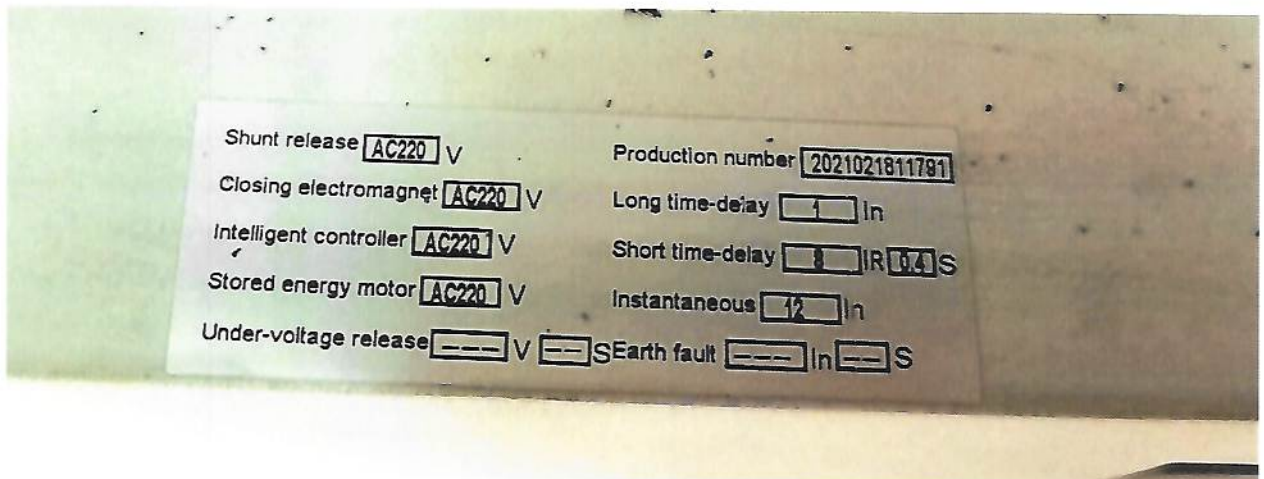 Shunt release AC220 V
Closing electromagnet AC220 V
Intelligent controller AC220 V
Stored energy motor AC220 V
Under-voltage release --- V -- S
Production number 2021021811791
Long time-delay 1 In
Short time-delay 8 IR 0.4 S
Instantaneous 12 In
Earth fault --- In -- S